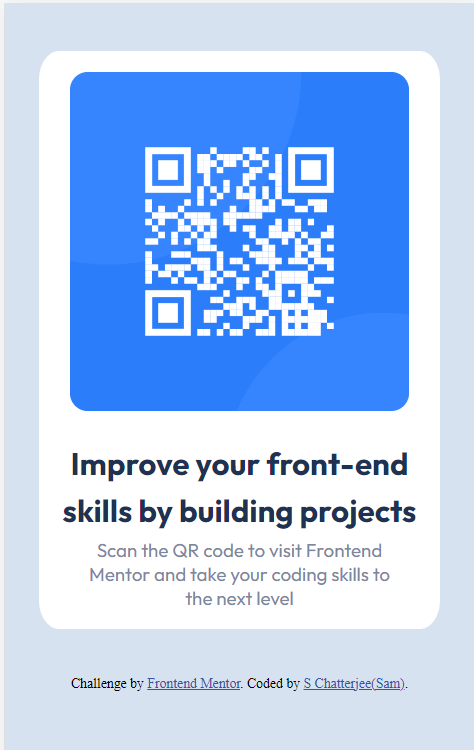 Improve your front-end
skills by building projects
Scan the QR code to visit Frontend
Mentor and take your coding skills to
the next level
Challenge by Frontend Mentor. Coded by S Chatterjee(Sam).